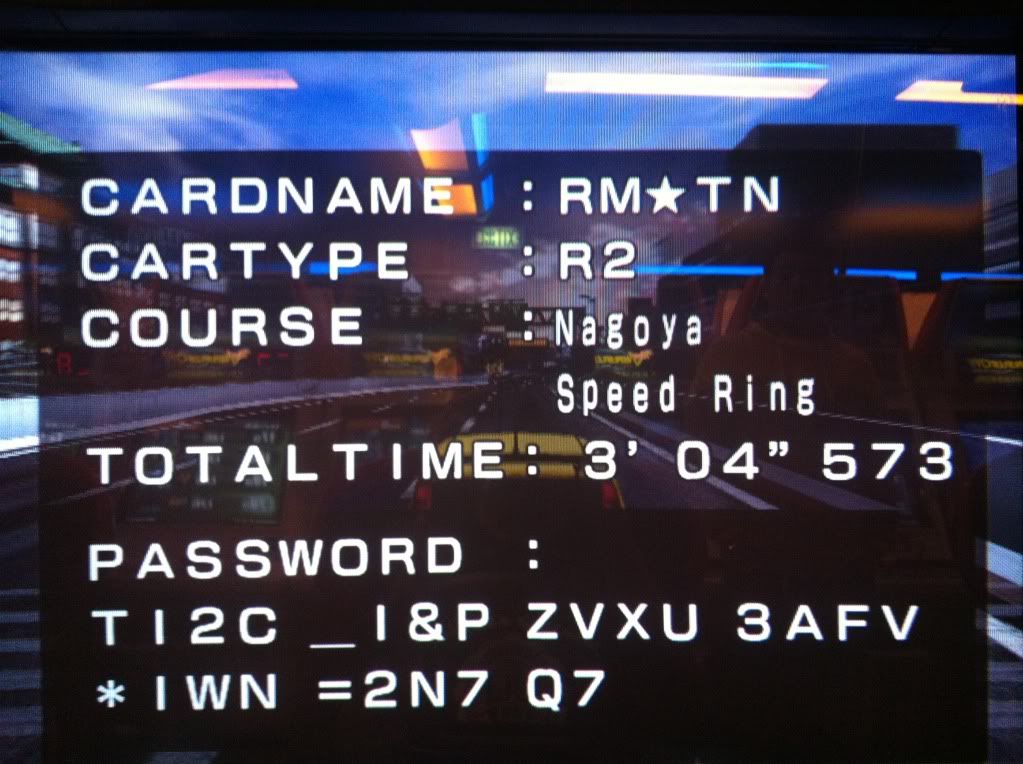 CARDNAME : RM★TN
CARTYPE : R2
COURSE : Nagoya
Speed Ring
TOTALTIME: 3' 04" 573
PASSWORD :
TI2C _I&P ZVXU 3AFV
*IWN =2N7 Q7